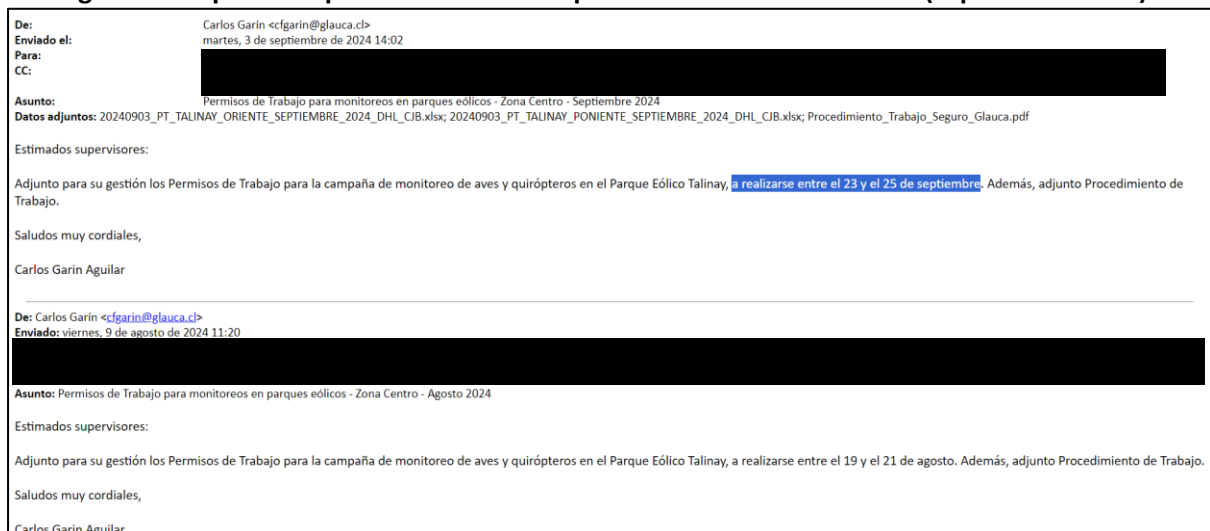 De: Carlos Garín <cfgarin@glauca.cl>
Enviado el: martes, 3 de septiembre de 2024 14:02
Para:
CC:
Asunto: Permisos de Trabajo para monitoreos en parques eólicos - Zona Centro - Septiembre 2024
Datos adjuntos: 20240903_PT_TALINAY_ORIENTE_SEPTIEMBRE_2024_DHL_CJB.xlsx; 20240903_PT_TALINAY_PONIENTE_SEPTIEMBRE_2024_DHL_CJB.xlsx; Procedimiento_Trabajo_Seguro_Glauca.pdf
Estimados supervisores:
Adjunto para su gestión los Permisos de Trabajo para la campaña de monitoreo de aves y quirópteros en el Parque Eólico Talinay, a realizarse entre el 23 y el 25 de septiembre. Además, adjunto Procedimiento de
Trabajo.
Saludos muy cordiales,
Carlos Garin Aguilar
De: Carlos Garín <cfgarin@glauca.cl>
Enviado: viernes, 9 de agosto de 2024 11:20
Asunto: Permisos de Trabajo para monitoreos en parques eólicos - Zona Centro - Agosto 2024
Estimados supervisores:
Adjunto para su gestión los Permisos de Trabajo para la campaña de monitoreo de aves y quirópteros en el Parque Eólico Talinay, a realizarse entre el 19 y el 21 de agosto. Además, adjunto Procedimiento de Trabajo.
Saludos muy cordiales,
Carlos Garin Aguilar